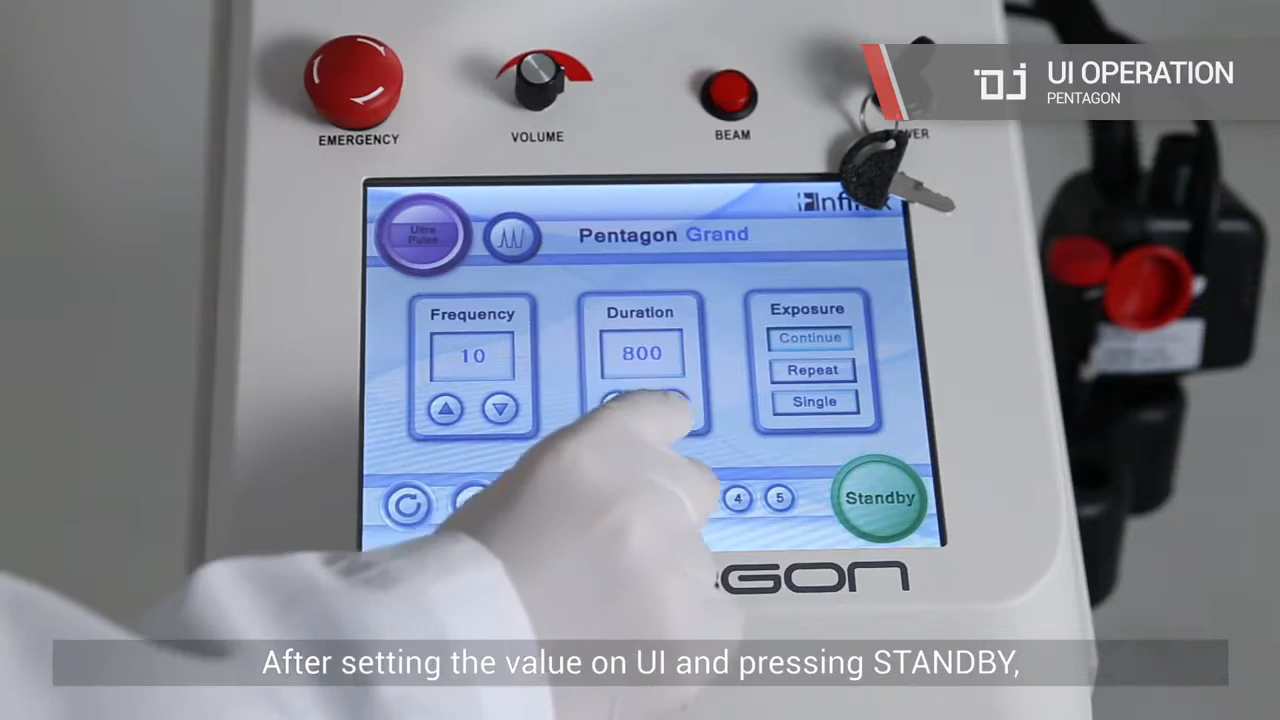 UI OPERATION
PENTAGON
EMERGENCY
VOLUME
BEAM
Ultra
Pulse
Pentagon Grand
Frequency
10
Duration
800
Exposure
Continue
Repeat
Single
4
5
Standby
After setting the value on UI and pressing STANDBY,